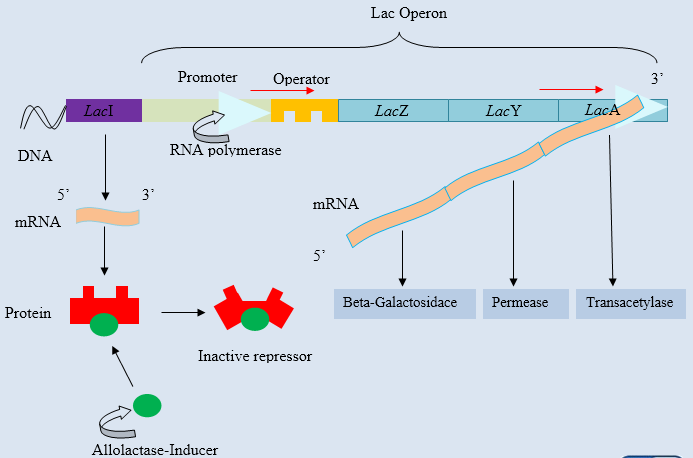 Lac Operon
3’
Promoter
Operator
LacI
LacZ
LacY
LacA
RNA polymerase
DNA
5’
3’
mRNA
mRNA
5’
Protein
Beta-Galactosidace
Permease
Transacetylase
Inactive repressor
Allolactase-Inducer